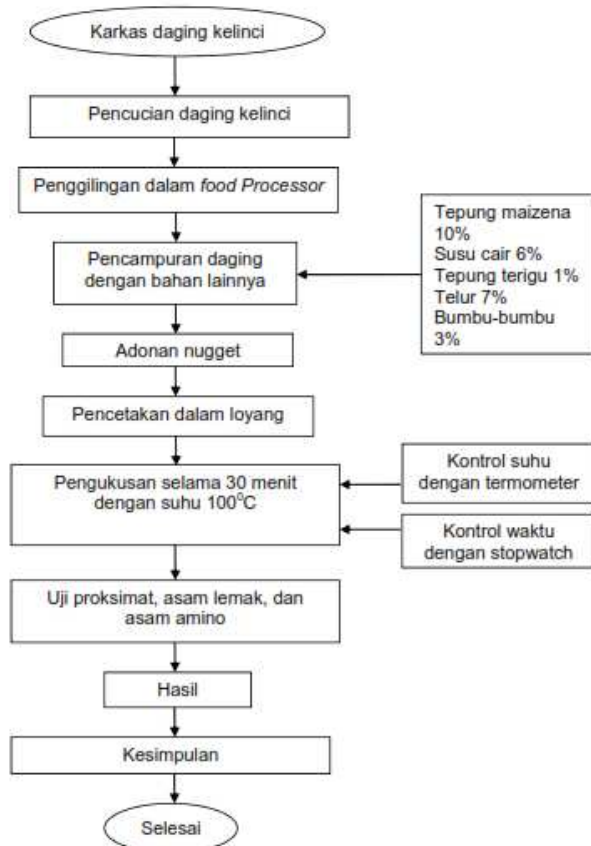 Karkas daging kelinci
Pencucian daging kelinci
Penggilingan dalam food Processor
Pencampuran daging
dengan bahan lainnya
Tepung maizena
10%
Susu cair 6%
Tepung terigu 1%
Telur 7%
Bumbu-bumbu
3%
Adonan nugget
Pencetakan dalam loyang
Pengukusan selama 30 menit
dengan suhu 100⁰C
Kontrol suhu
dengan termometer
Kontrol waktu
dengan stopwatch
Uji proksimat, asam lemak, dan
asam amino
Hasil
Kesimpulan
Selesai